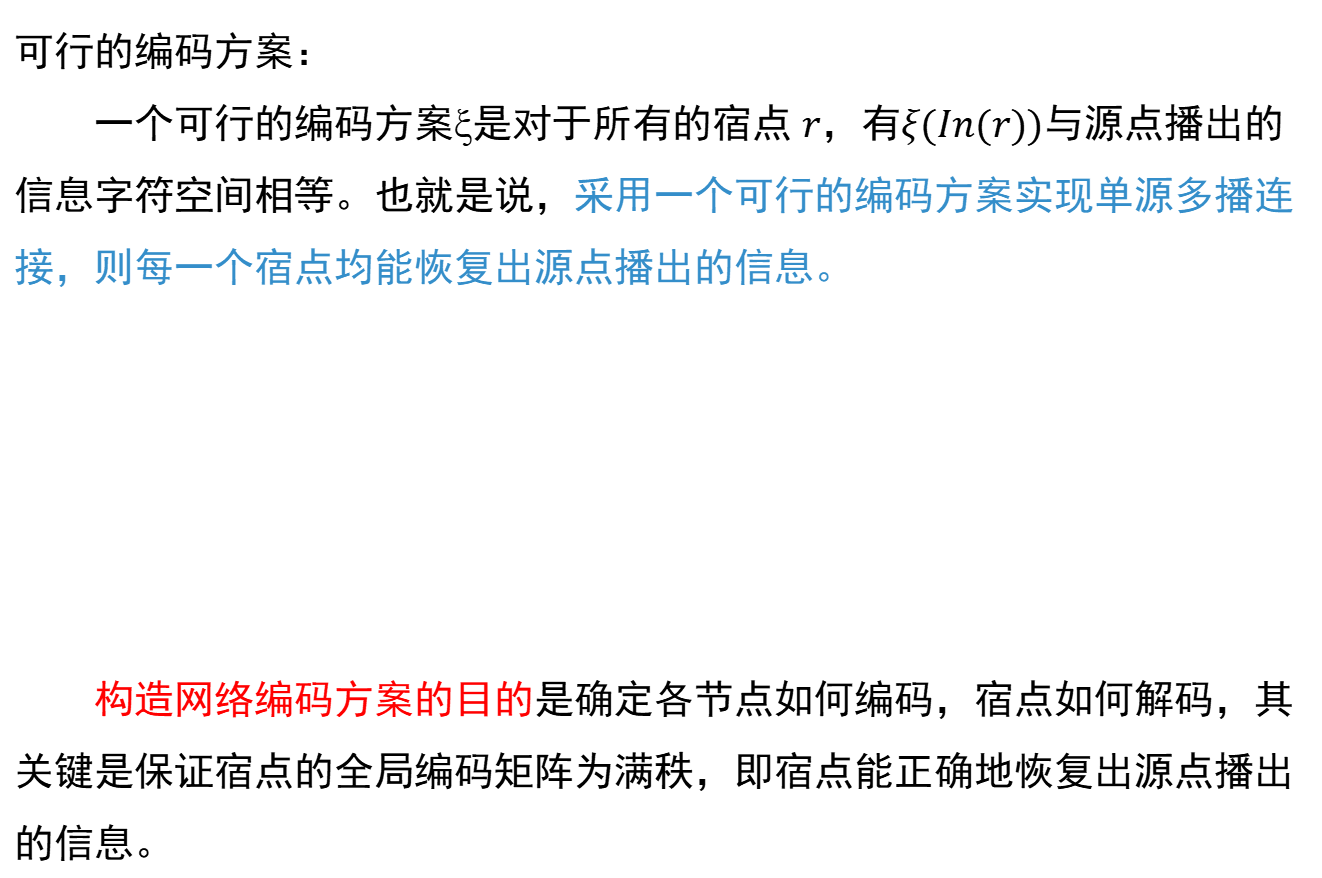 可行的编码方案：
一个可行的编码方案ξ是对于所有的宿点 r，有ξ(In(r))与源点播出的
信息字符空间相等。也就是说，采用一个可行的编码方案实现单源多播连
接，则每一个宿点均能恢复出源点播出的信息。
构造网络编码方案的目的是确定各节点如何编码，宿点如何解码，其
关键是保证宿点的全局编码矩阵为满秩，即宿点能正确地恢复出源点播出
的信息。